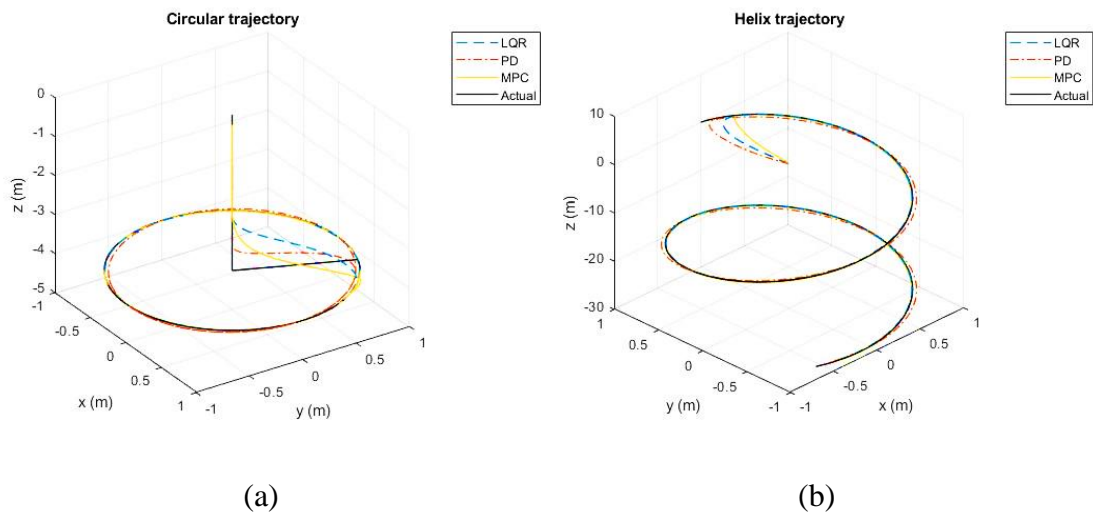 Circular trajectory
LQR
PD
MPC
Actual
0
-1
-2
-3
-4
-5
z (m)
-1
-0.5
0
0.5
1
x (m)
-1
-0.5
0
0.5
1
y (m)
(a)
Helix trajectory
LQR
PD
MPC
Actual
10
0
-10
-20
-30
z (m)
1
0.5
0
-0.5
-1
y (m)
-1
-0.5
0
0.5
1
x (m)
(b)